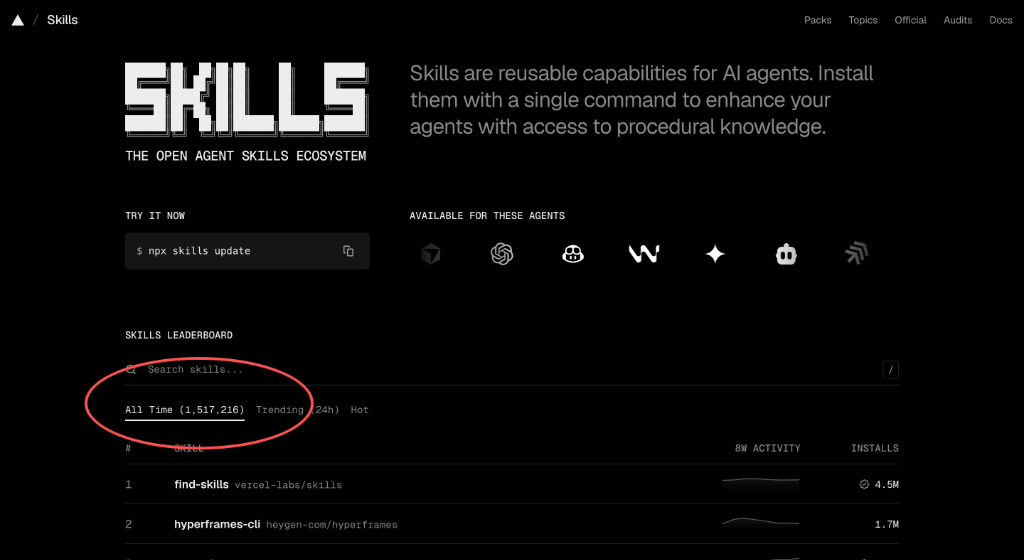 / Skills
Packs Topics Official Audits Docs
SKILLS
THE OPEN AGENT SKILLS ECOSYSTEM
Skills are reusable capabilities for AI agents. Install
them with a single command to enhance your
agents with access to procedural knowledge.
TRY IT NOW
$ npx skills update
AVAILABLE FOR THESE AGENTS
SKILLS LEADERBOARD
Search skills...
/
All Time (1,517,216) Trending (24h) Hot
# SKILL 8W ACTIVITY INSTALLS
1 find-skills vercel-labs/skills 4.5M
2 hyperframes-cli heygen-com/hyperframes 1.7M